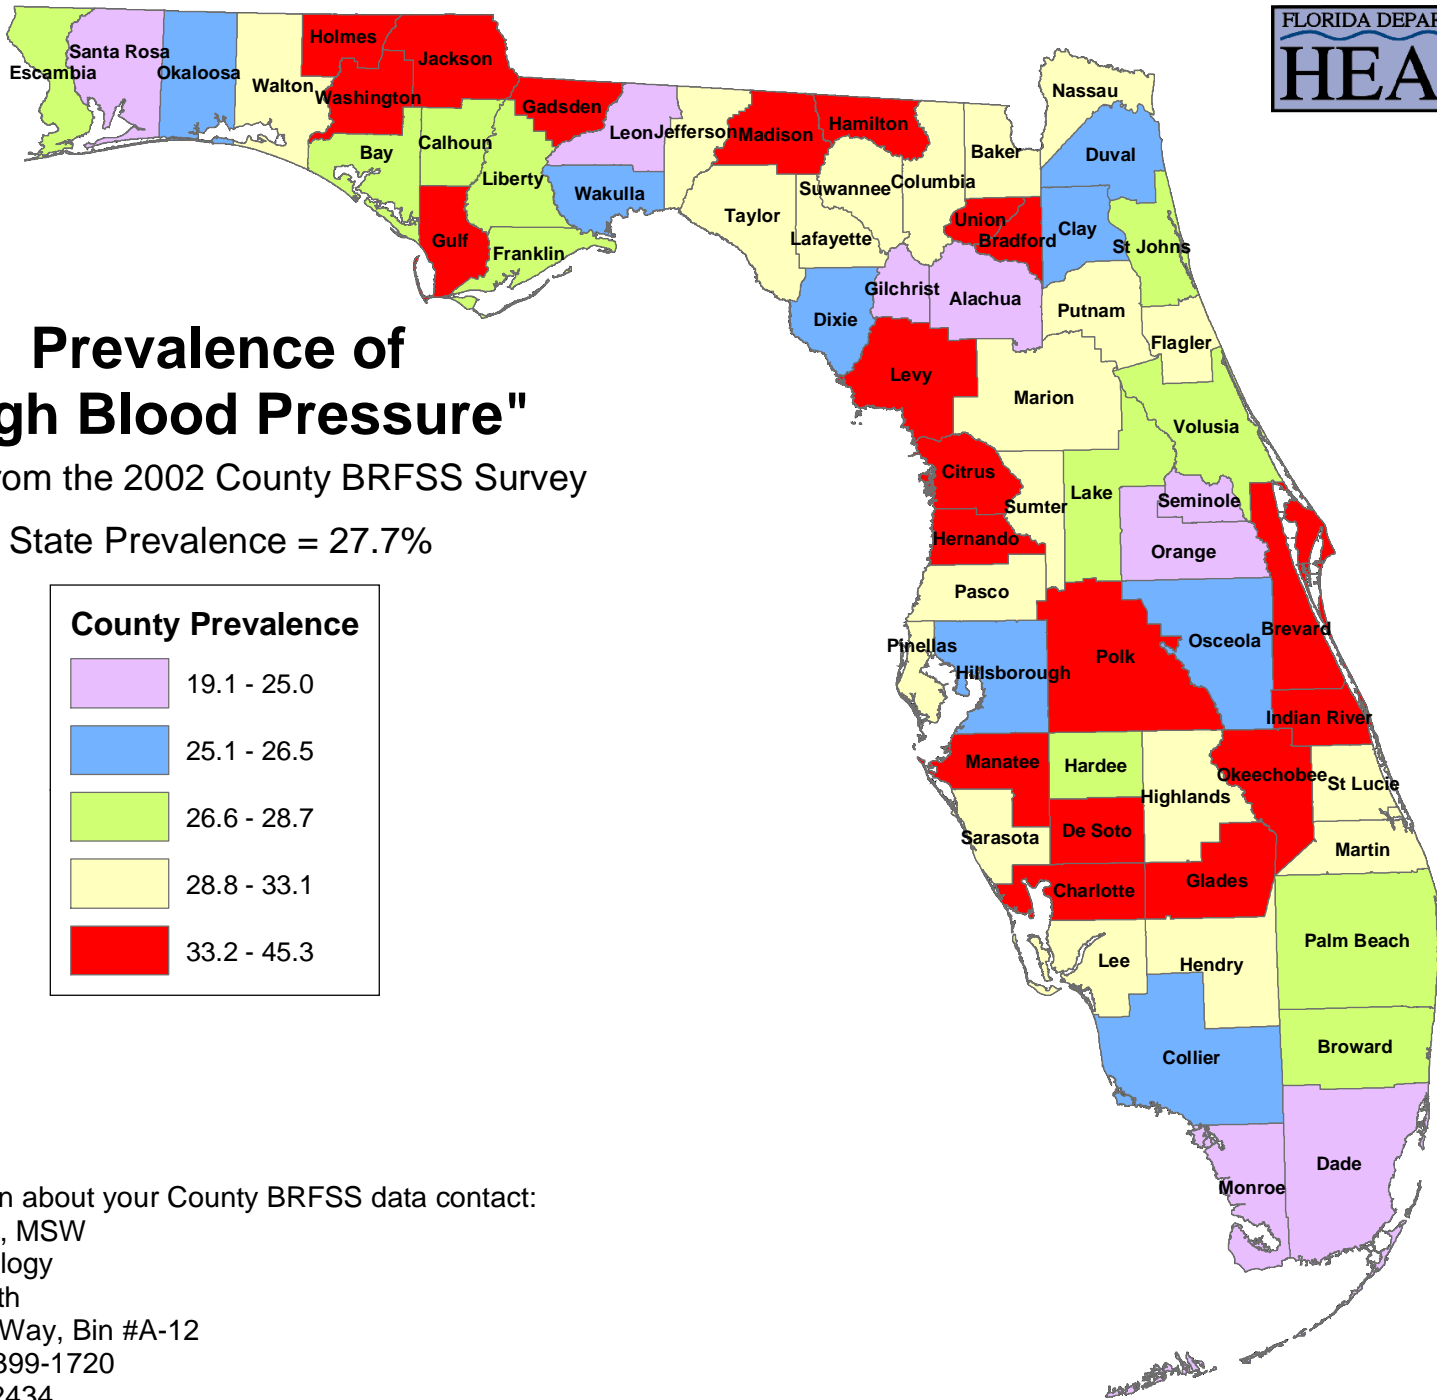 FLORIDA DEPAR
HEA
Holmes
Jackson
Santa Rosa
Escambia
Okaloosa
Walton
Washington
Gadsden
Leon
Jefferson
Madison
Hamilton
Nassau
Bay
Calhoun
Liberty
Wakulla
Suwannee
Columbia
Baker
Duval
Taylor
Lafayette
Union
Bradford
Clay
St Johns
Gulf
Franklin
Gilchrist
Alachua
Dixie
Putnam
Flagler
Prevalence of
gh Blood Pressure"
om the 2002 County BRFSS Survey
State Prevalence = 27.7%
Levy
Marion
Volusia
Citrus
Sumter
Lake
Seminole
Hernando
Orange
Pasco
Pinellas
Hillsborough
Polk
Osceola
Brevard
Indian River
Manatee
Hardee
Highlands
Okeechobee
St Lucie
Sarasota
De Soto
Martin
Charlotte
Glades
Lee
Hendry
Palm Beach
Collier
Broward
Dade
Monroe
County Prevalence
19.1 - 25.0
25.1 - 26.5
26.6 - 28.7
28.8 - 33.1
33.2 - 45.3
n about your County BRFSS data contact:
, MSW
logy
th
Way, Bin #A-12
399-1720
2434